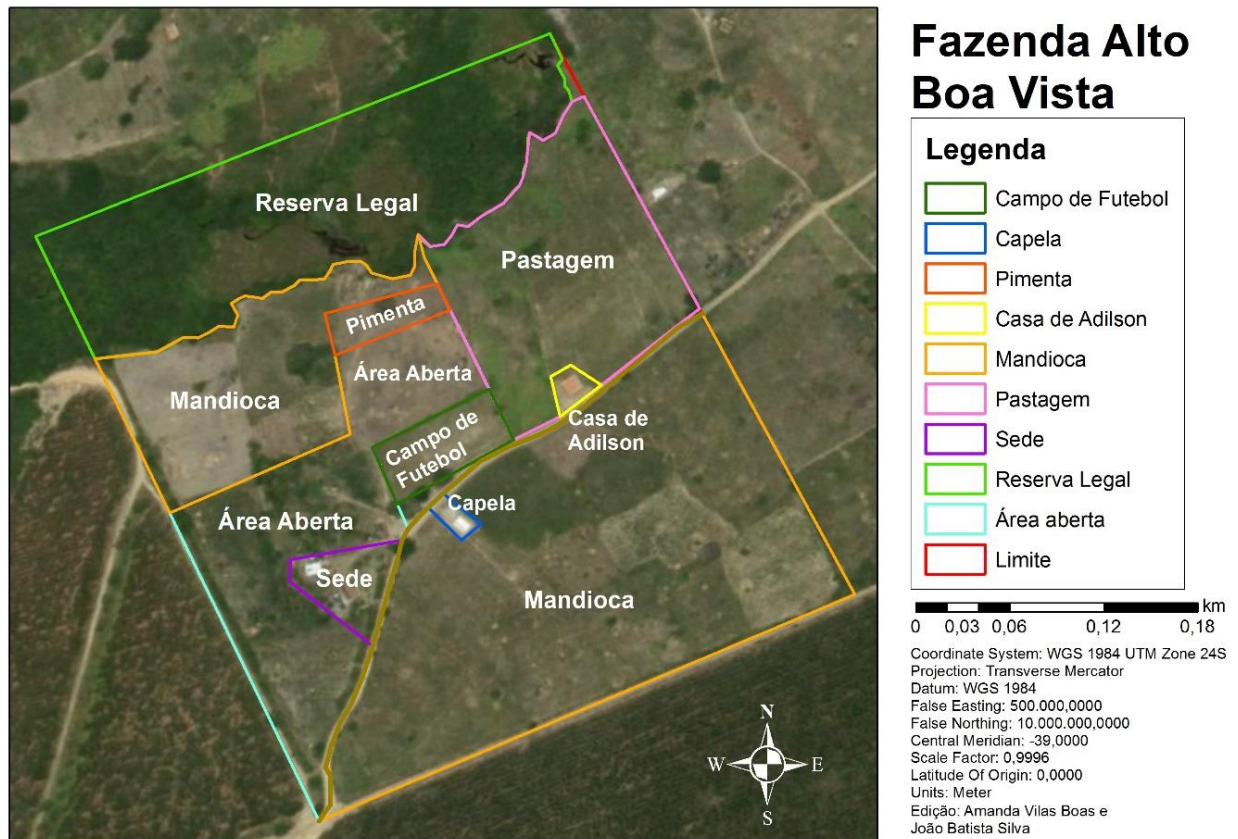 Fazenda Alto
Boa Vista
Legenda
Campo de Futebol
Capela
Pimenta
Casa de Adilson
Mandioca
Pastagem
Sede
Reserva Legal
Área aberta
Limite
km
0 0,03 0,06 0,12 0,18
Coordinate System: WGS 1984 UTM Zone 24S
Projection: Transverse Mercator
Datum: WGS 1984
False Easting: 500.000,0000
False Northing: 10.000.000,0000
Central Meridian: -39,0000
Scale Factor: 0,9996
Latitude Of Origin: 0,0000
Units: Meter
Edição: Amanda Vilas Boas e
João Batista Silva
Reserva Legal
Pastagem
Pimenta
Área Aberta
Mandioca
Casa de
Adilson
Campo de
Futebol
Capela
Área Aberta
Sede
Mandioca
N
W E
S